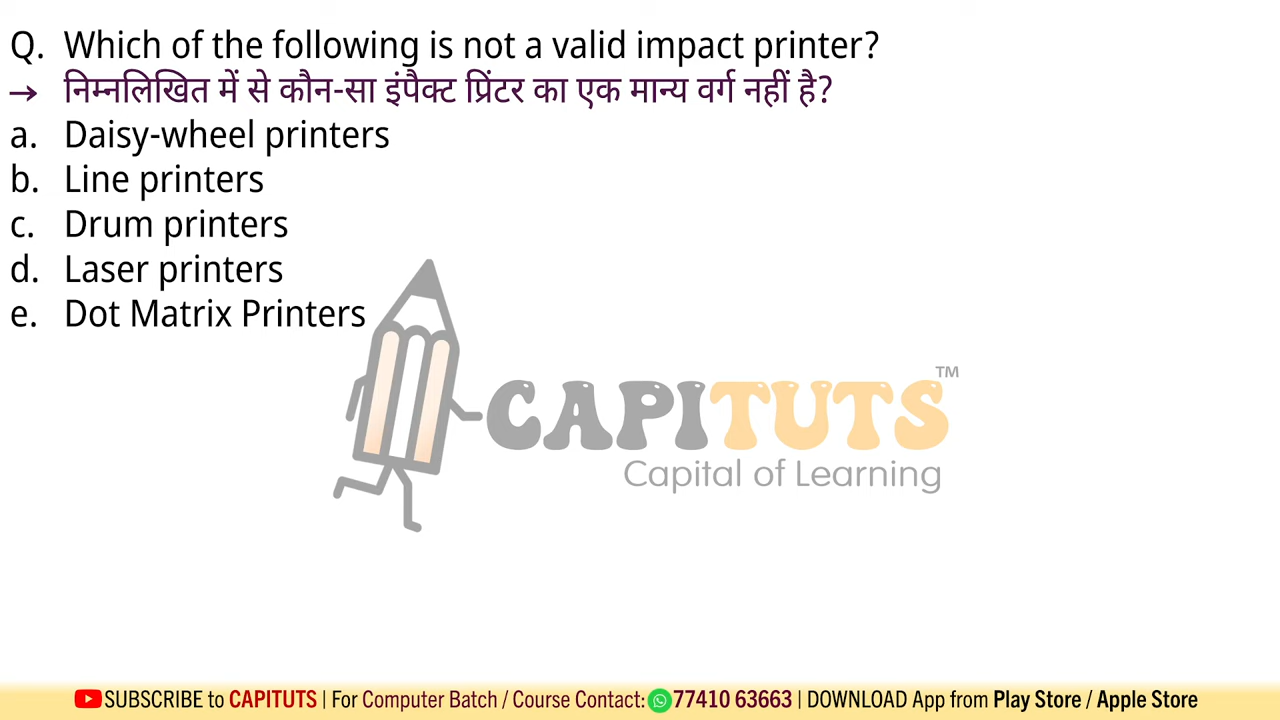 Q. Which of the following is not a valid impact printer?
→ निम्नलिखित में से कौन-सा इंपैक्ट प्रिंटर का एक मान्य वर्ग नहीं है?
a. Daisy-wheel printers
b. Line printers
c. Drum printers
d. Laser printers
e. Dot Matrix Printers
CAPITUTS™
Capital of Learning
SUBSCRIBE to CAPITUTS | For Computer Batch / Course Contact: 77410 63663 | DOWNLOAD App from Play Store / Apple Store